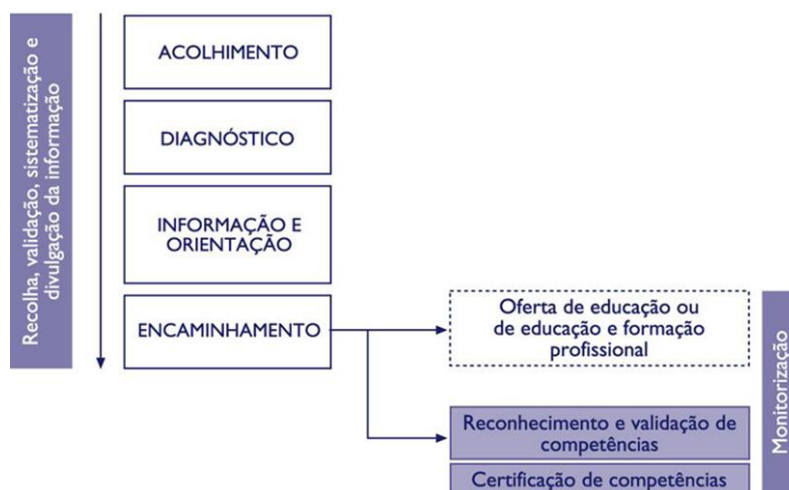 Recolha, validação, sistematização e
divulgação da informação
ACOLHIMENTO
DIAGNÓSTICO
INFORMAÇÃO E
ORIENTAÇÃO
ENCAMINHAMENTO
Oferta de educação ou
de educação e formação
profissional
Reconhecimento e validação de
competências
Certificação de competências
Monitorização